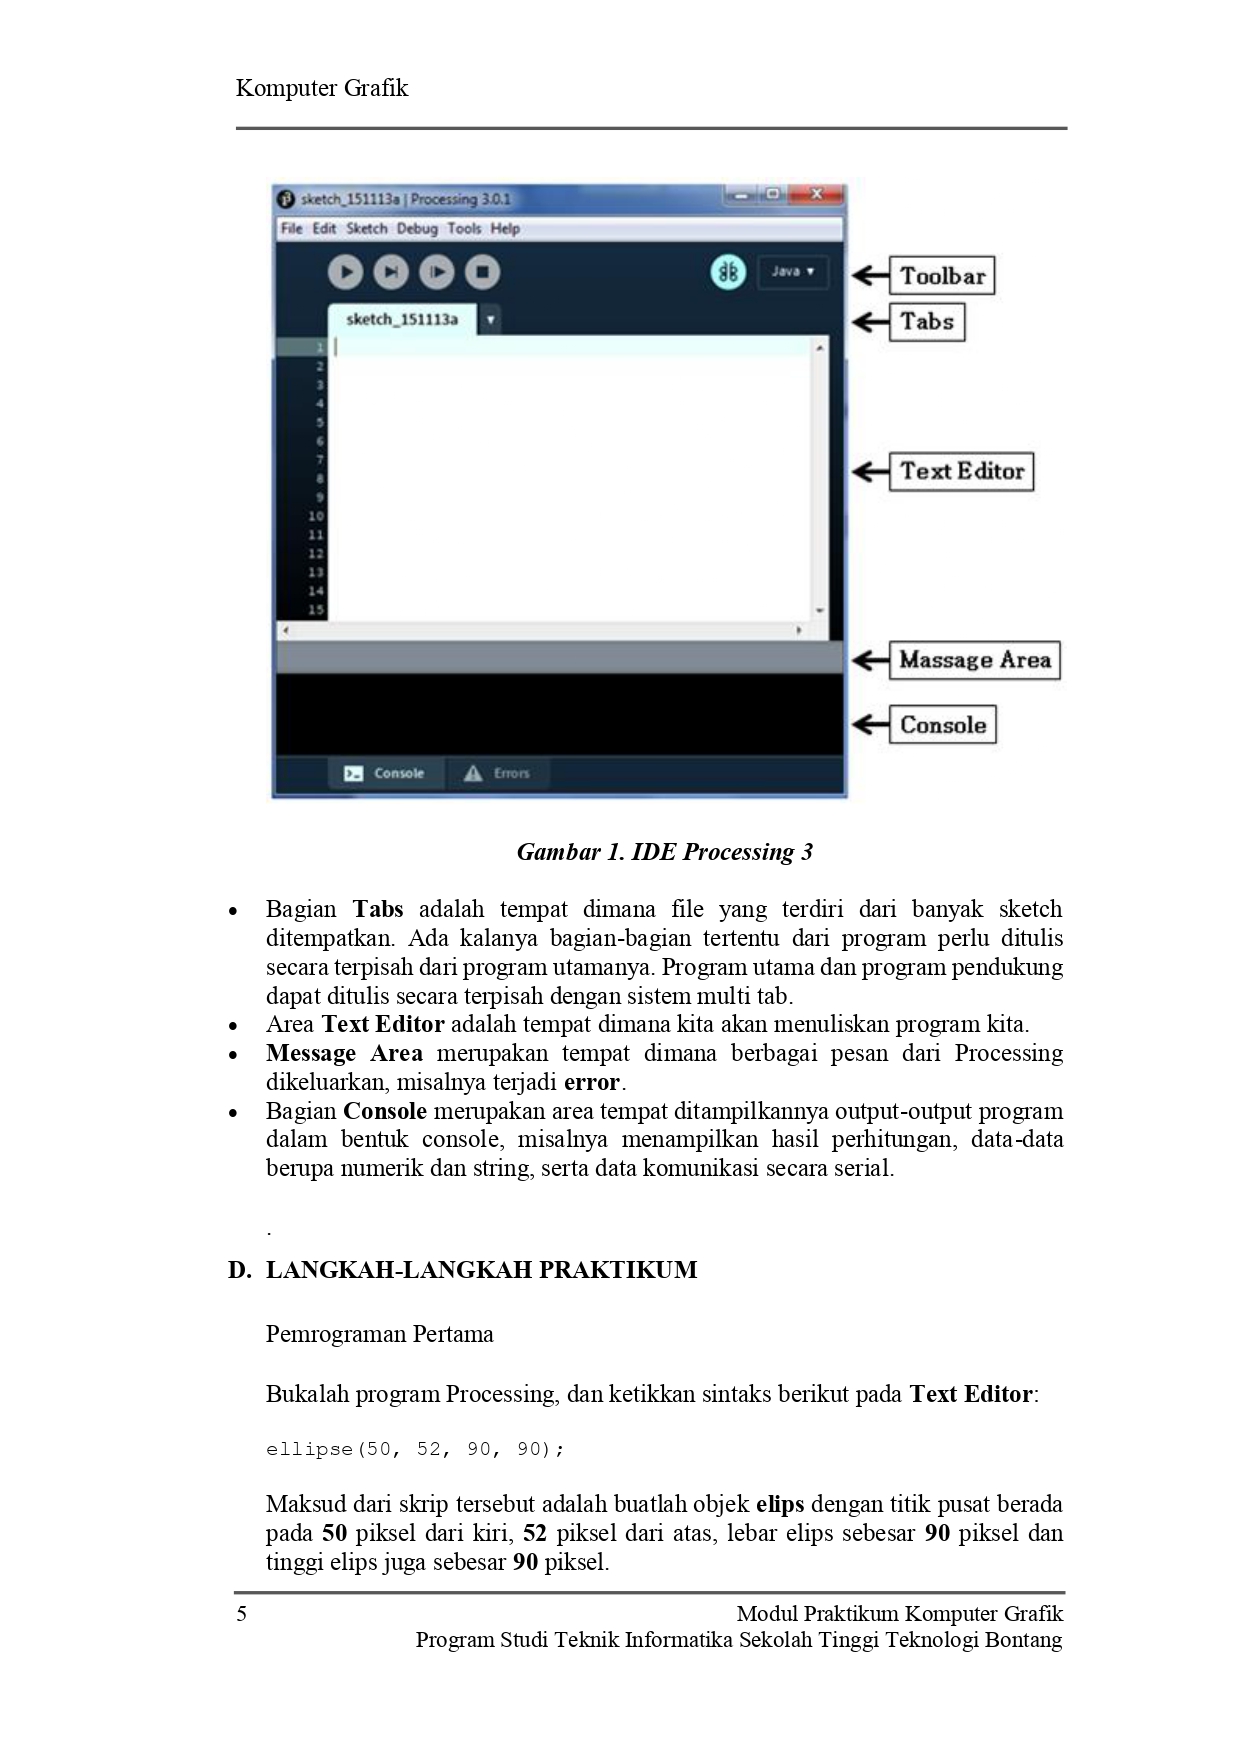 Komputer Grafik
sketch_151113a | Processing 3.0.1
File Edit Sketch Debug Tools Help
Java
Toolbar
sketch_151113a
Tabs
1
2
3
4
5
6
7
Text Editor
8
9
10
11
12
13
14
15
Massage Area
Console
Console Errors
Gambar 1. IDE Processing 3
• Bagian Tabs adalah tempat dimana file yang terdiri dari banyak sketch
ditempatkan. Ada kalanya bagian-bagian tertentu dari program perlu ditulis
secara terpisah dari program utamanya. Program utama dan program pendukung
dapat ditulis secara terpisah dengan sistem multi tab.
• Area Text Editor adalah tempat dimana kita akan menuliskan program kita.
• Message Area merupakan tempat dimana berbagai pesan dari Processing
dikeluarkan, misalnya terjadi error.
• Bagian Console merupakan area tempat ditampilkannya output-output program
dalam bentuk console, misalnya menampilkan hasil perhitungan, data-data
berupa numerik dan string, serta data komunikasi secara serial.
.
D. LANGKAH-LANGKAH PRAKTIKUM
Pemrograman Pertama
Bukalah program Processing, dan ketikkan sintaks berikut pada Text Editor:
ellipse(50, 52, 90, 90);
Maksud dari skrip tersebut adalah buatlah objek elips dengan titik pusat berada
pada 50 piksel dari kiri, 52 piksel dari atas, lebar elips sebesar 90 piksel dan
tinggi elips juga sebesar 90 piksel.
5 Modul Praktikum Komputer Grafik
Program Studi Teknik Informatika Sekolah Tinggi Teknologi Bontang